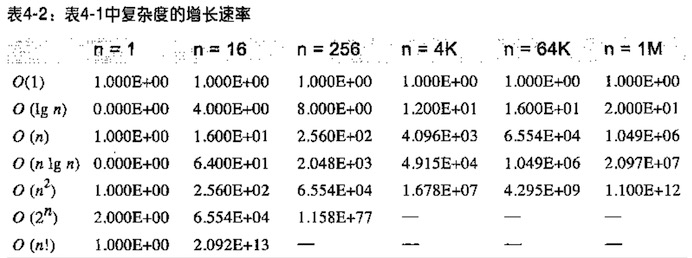 表4-2：表4-1中复杂度的增长速率
n = 1 n = 16 n = 256 n = 4K n = 64K n = 1M
O(1) 1.000E+00 1.000E+00 1.000E+00 1.000E+00 1.000E+00 1.000E+00
O (lg n) 0.000E+00 4.000E+00 8.000E+00 1.200E+01 1.600E+01 2.000E+01
O (n) 1.000E+00 1.600E+01 2.560E+02 4.096E+03 6.554E+04 1.049E+06
O (n lg n) 0.000E+00 6.400E+01 2.048E+03 4.915E+04 1.049E+06 2.097E+07
O (n²) 1.000E+00 2.560E+02 6.554E+04 1.678E+07 4.295E+09 1.100E+12
O (2ⁿ) 2.000E+00 6.554E+04 1.158E+77 — — —
O (n!) 1.000E+00 2.092E+13 — — — —